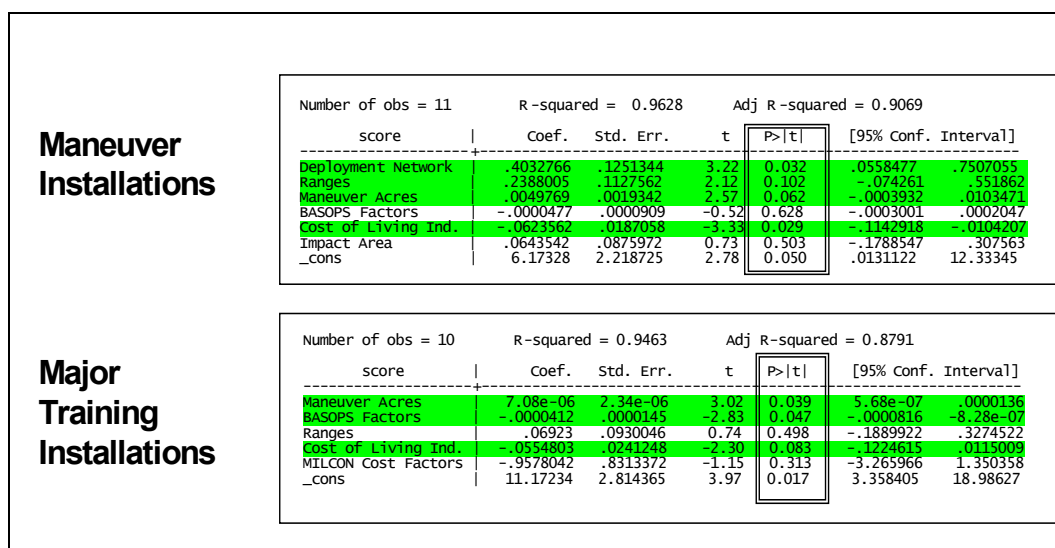 Maneuver
Installations
Number of obs = 11 R-squared = 0.9628 Adj R-squared = 0.9069
score | Coef. Std. Err. t P>|t| [95% Conf. Interval]
---------------------+----------------------------------------------------------------
Deployment Network | .4032766 .1251344 3.22 0.032 .0558477 .7507055
Ranges | .2388005 .1127562 2.12 0.102 -.074261 .551862
Maneuver Acres | .0049769 .0019342 2.57 0.062 -.0003932 .0103471
BASOPS Factors | -.0000477 .0000909 -0.52 0.628 -.0003001 .0002047
Cost of Living Ind. | -.0623562 .0187058 -3.33 0.029 -.1142918 -.0104207
Impact Area | .0643542 .0875972 0.73 0.503 -.1788547 .307563
_cons | 6.17328 2.218725 2.78 0.050 .0131122 12.33345
Major
Training
Installations
Number of obs = 10 R-squared = 0.9463 Adj R-squared = 0.8791
score | Coef. Std. Err. t P>|t| [95% Conf. Interval]
---------------------+----------------------------------------------------------------
Maneuver Acres | 7.08e-06 2.34e-06 3.02 0.039 5.68e-07 .0000136
BASOPS Factors | -.0000412 .0000145 -2.83 0.047 -.0000816 -8.28e-07
Ranges | .06923 .0930046 0.74 0.498 -.1889922 .3274522
Cost of Living Ind. | -.0554803 .0241248 -2.30 0.083 -.1224615 .0115009
MILCON Cost Factors | -.9578042 .8313372 -1.15 0.313 -3.265966 1.350358
_cons | 11.17234 2.814365 3.97 0.017 3.358405 18.98627